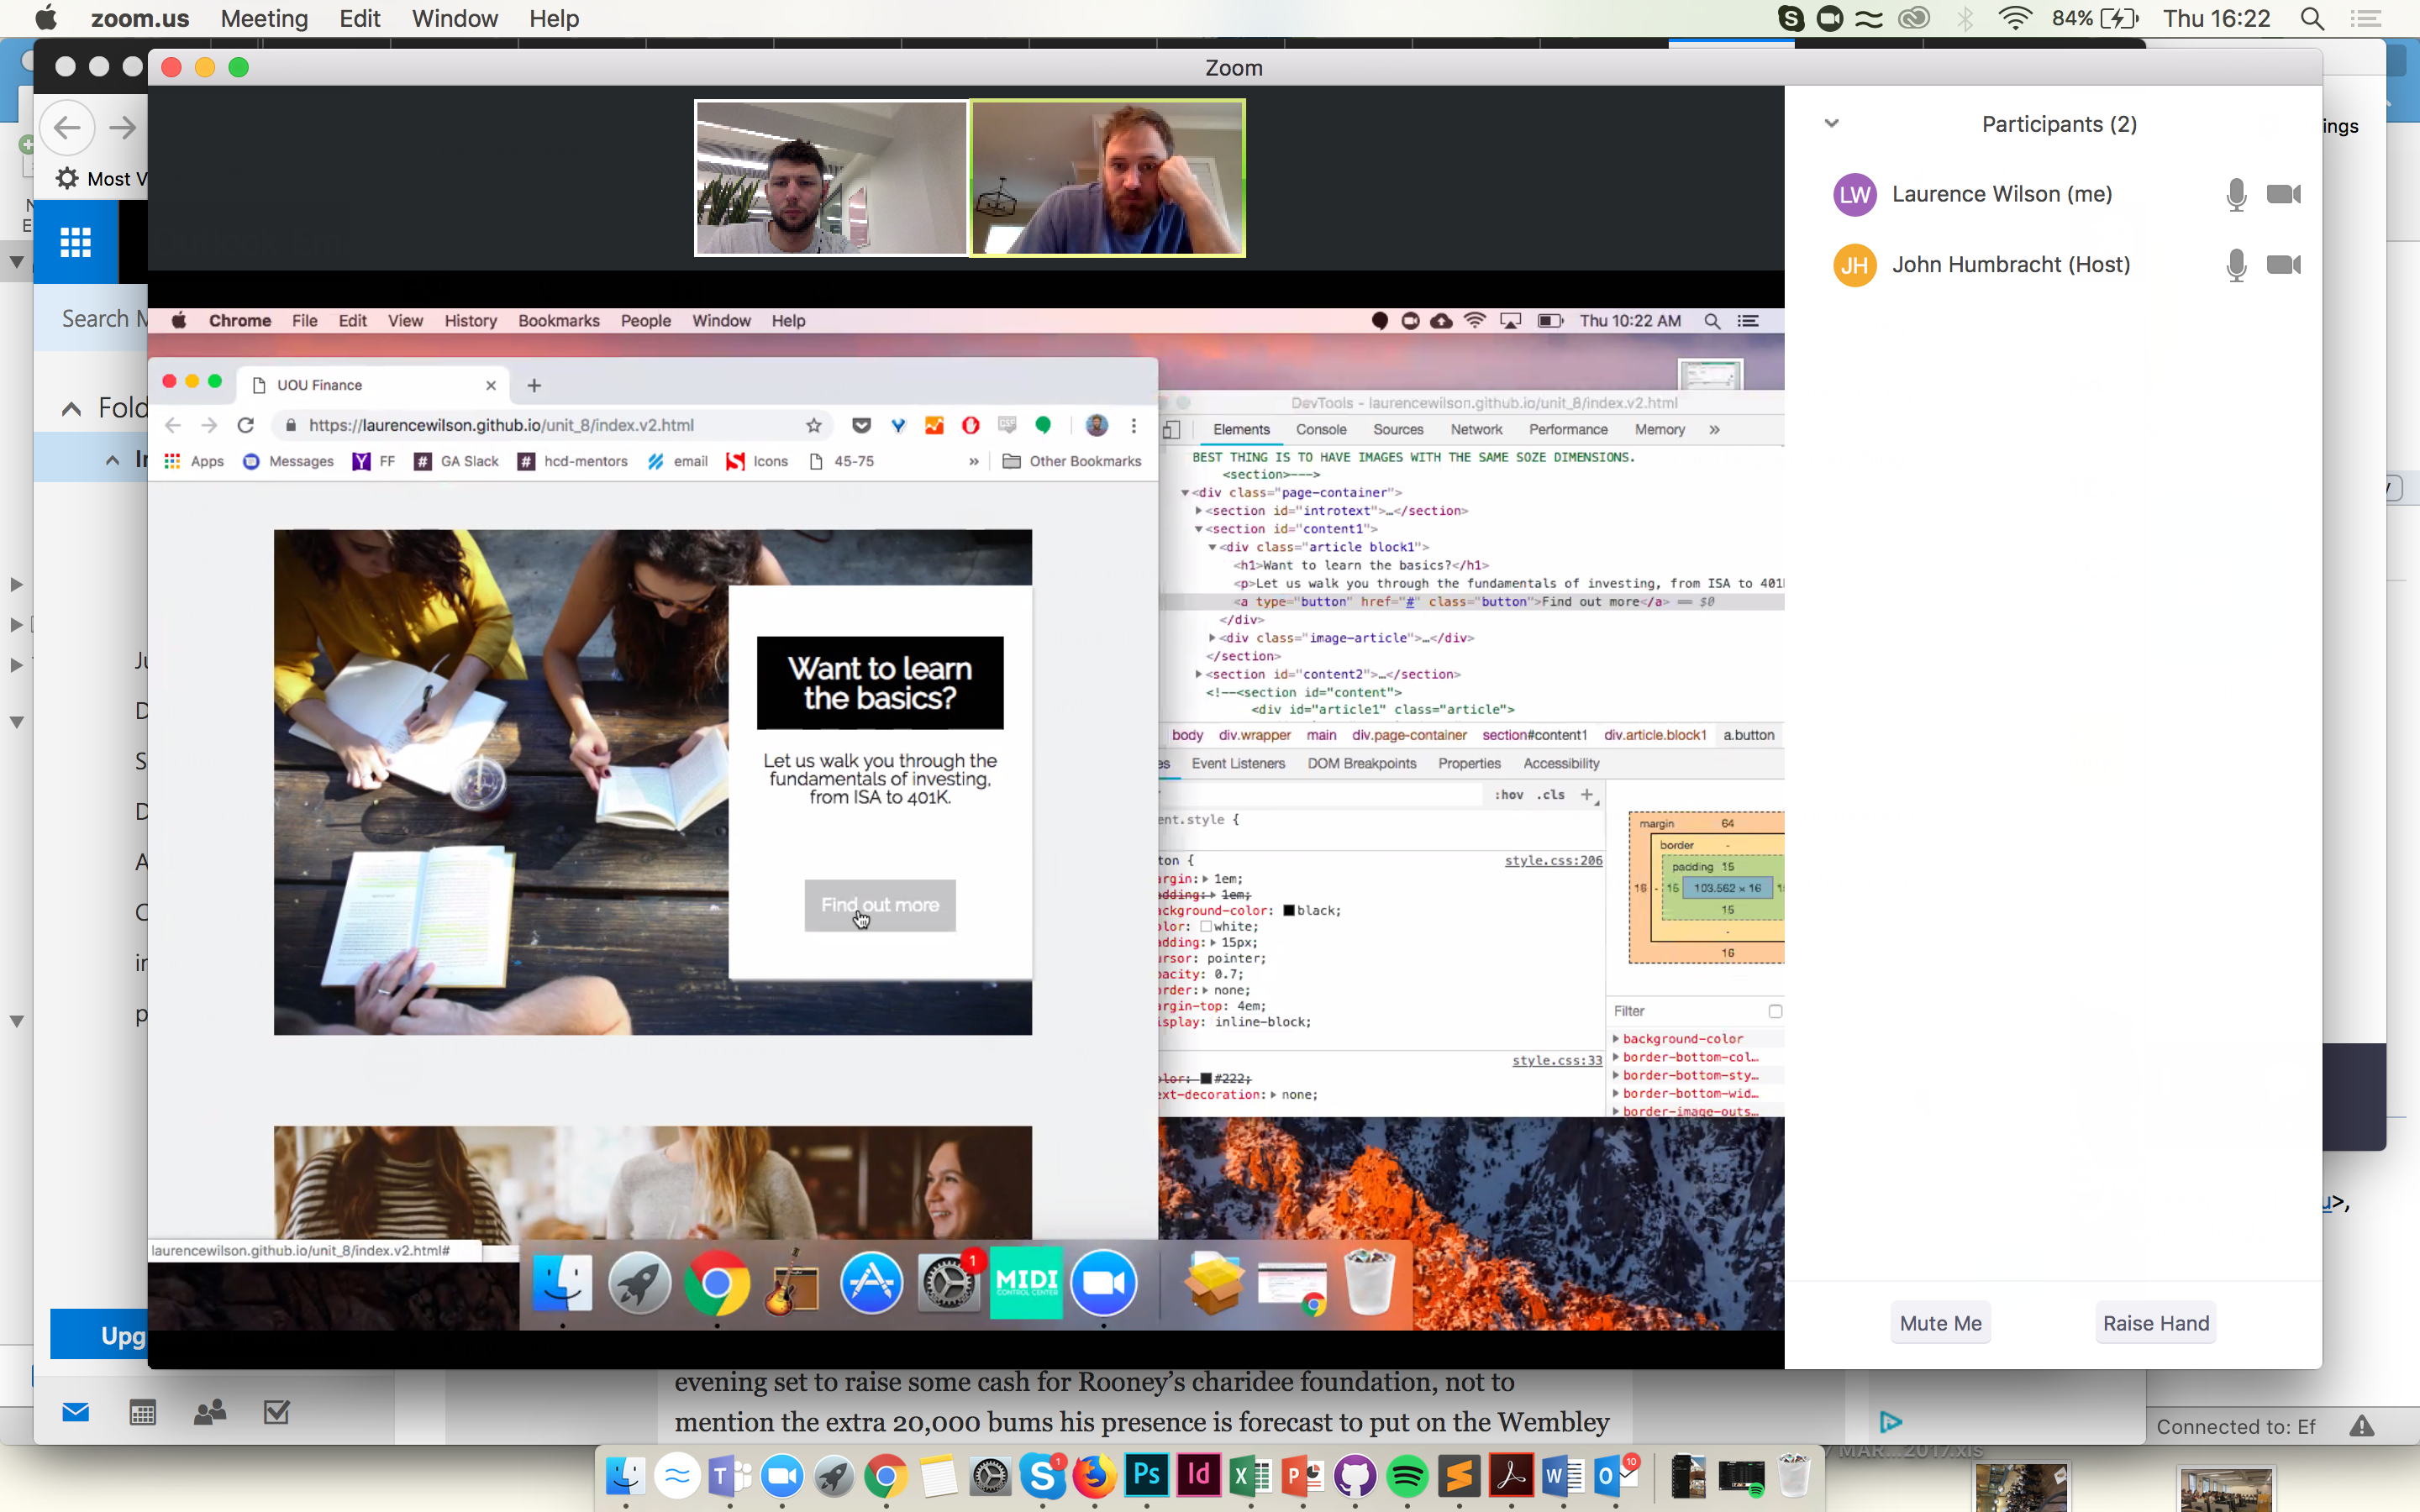 zoom.us Meeting Edit Window Help
84% Thu 16:22
Zoom
Most V
Search M
Fold
Upg
Participants (2)
LW Laurence Wilson (me)
JH John Humbracht (Host)
Mute Me Raise Hand
ings
Chrome File Edit View History Bookmarks People Window Help
Thu 10:22 AM
UOU Finance
https://laurencewilson.github.io/unit_8/index.v2.html
Apps Messages FF GA Slack hcd-mentors email Icons 45-75 » Other Bookmarks
Want to learn
the basics?
Let us walk you through the
fundamentals of investing,
from ISA to 401K.
Find out more
laurencewilson.github.io/unit_8/index.v2.html#
DevTools - laurencewilson.github.io/unit_8/index.v2.html
Elements Console Sources Network Performance Memory »
BEST THING IS TO HAVE IMAGES WITH THE SAME SOZE DIMENSIONS.
<section>--->
<div class="page-container">
<section id="introtext">…</section>
<section id="content1">
<div class="article block1">
<h1>Want to learn the basics?</h1>
<p>Let us walk you through the fundamentals of investing, from ISA to 401
<a type="button" href="#" class="button">Find out more</a> == $0
</div>
<div class="image-article">…</div>
</section>
<section id="content2">…</section>
<!--<section id="content">
<div id="article1" class="article">
body div.wrapper main div.page-container section#content1 div.article.block1 a.button
es Event Listeners DOM Breakpoints Properties Accessibility
:hov .cls +
ent.style {
ton { style.css:206
argin: 1em;
adding: 1em;
ackground-color: black;
olor: white;
adding: 15px;
ursor: pointer;
pacity: 0.7;
order: none;
argin-top: 4em;
isplay: inline-block;
style.css:33
olor: #222;
ext-decoration: none;
margin 64
border -
padding 15
16 - 15 103.562 × 16
15
-
16
Filter
background-color
border-bottom-col…
border-bottom-sty…
border-bottom-wid…
border-image-outs…
1
MIDI
CONTROL CENTER
evening set to raise some cash for Rooney's charidee foundation, not to
mention the extra 20,000 bums his presence is forecast to put on the Wembley
Connected to: Ef
MAR...2017.xls
u>,
Ps Id
1
10